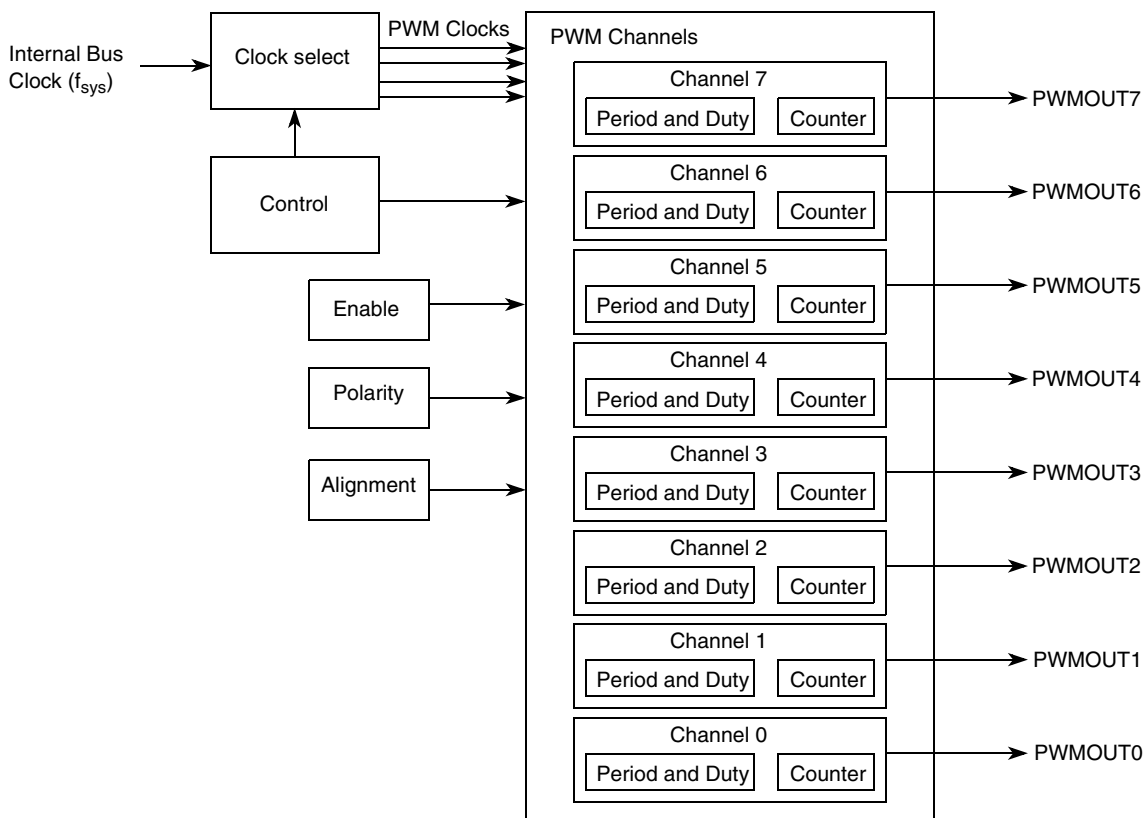 PWM Clocks
Internal Bus
Clock (fsys)
Clock select
Control
Enable
Polarity
Alignment
PWM Channels
Channel 7
Period and Duty
Counter
PWMOUT7
Channel 6
Period and Duty
Counter
PWMOUT6
Channel 5
Period and Duty
Counter
PWMOUT5
Channel 4
Period and Duty
Counter
PWMOUT4
Channel 3
Period and Duty
Counter
PWMOUT3
Channel 2
Period and Duty
Counter
PWMOUT2
Channel 1
Period and Duty
Counter
PWMOUT1
Channel 0
Period and Duty
Counter
PWMOUT0